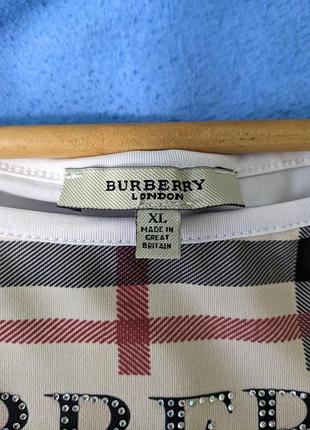 BURBERRY
LONDON
XL
MADE IN
GREAT
BRITAIN